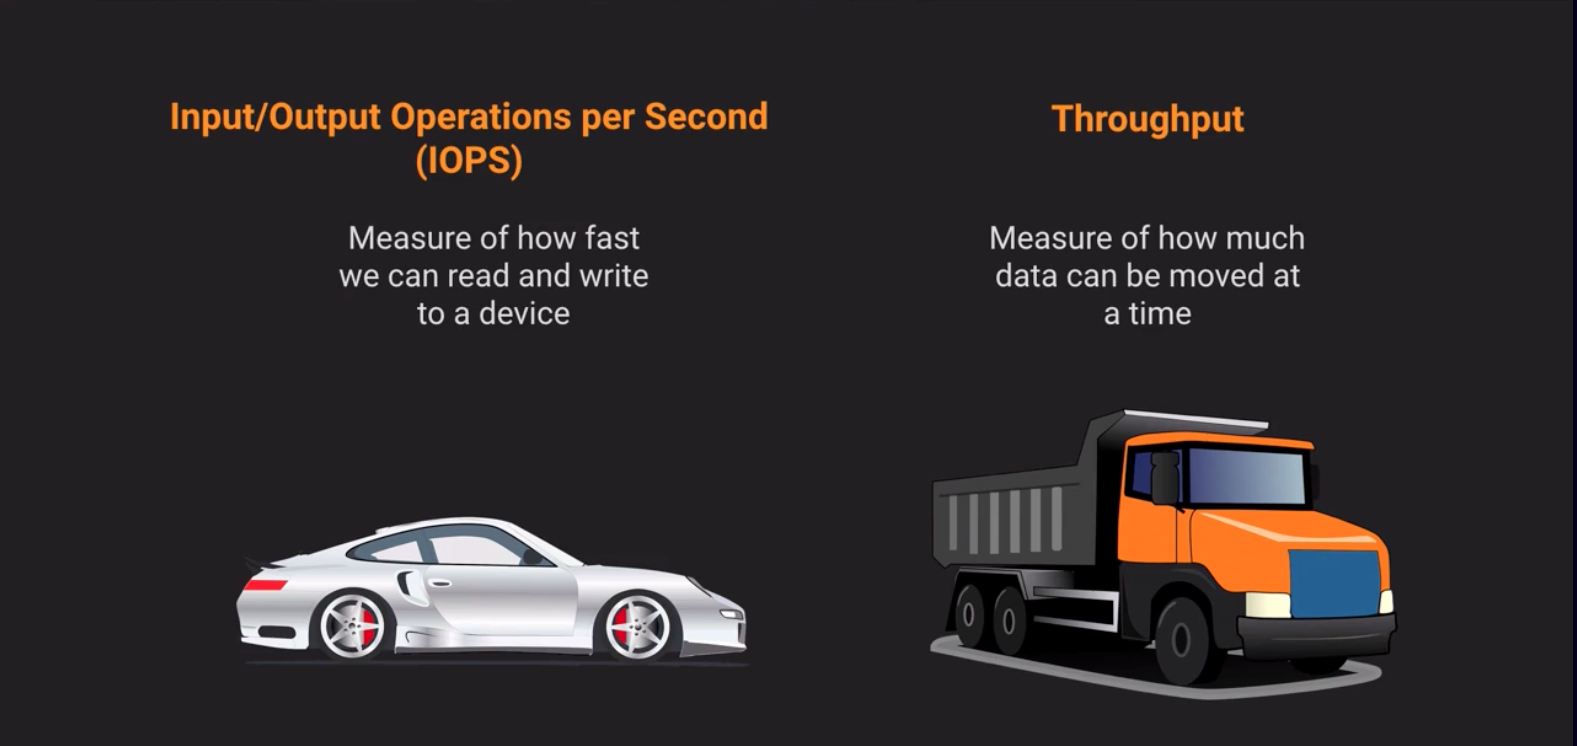 Input/Output Operations per Second
(IOPS)
Measure of how fast
we can read and write
to a device
Throughput
Measure of how much
data can be moved at
a time